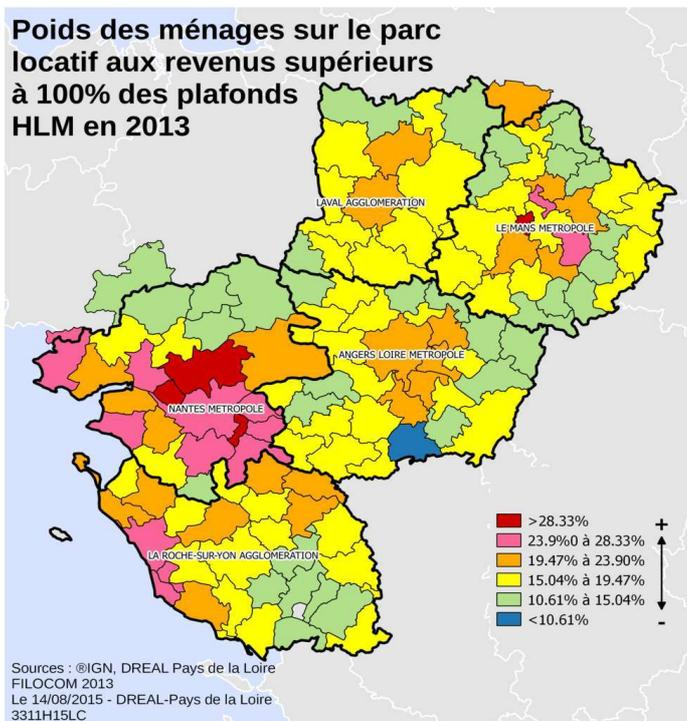 Poids des ménages sur le parc
locatif aux revenus supérieurs
à 100% des plafonds
HLM en 2013
LAVAL AGGLOMERATION
LE MANS METROPOLE
ANGERS LOIRE METROPOLE
NANTES METROPOLE
LA ROCHE-SUR-YON AGGLOMERATION
>28.33%
23.9%0 à 28.33%
19.47% à 23.90%
15.04% à 19.47%
10.61% à 15.04%
<10.61%
+
-
Sources : ®IGN, DREAL Pays de la Loire
FILOCOM 2013
Le 14/08/2015 - DREAL-Pays de la Loire
3311H15LC